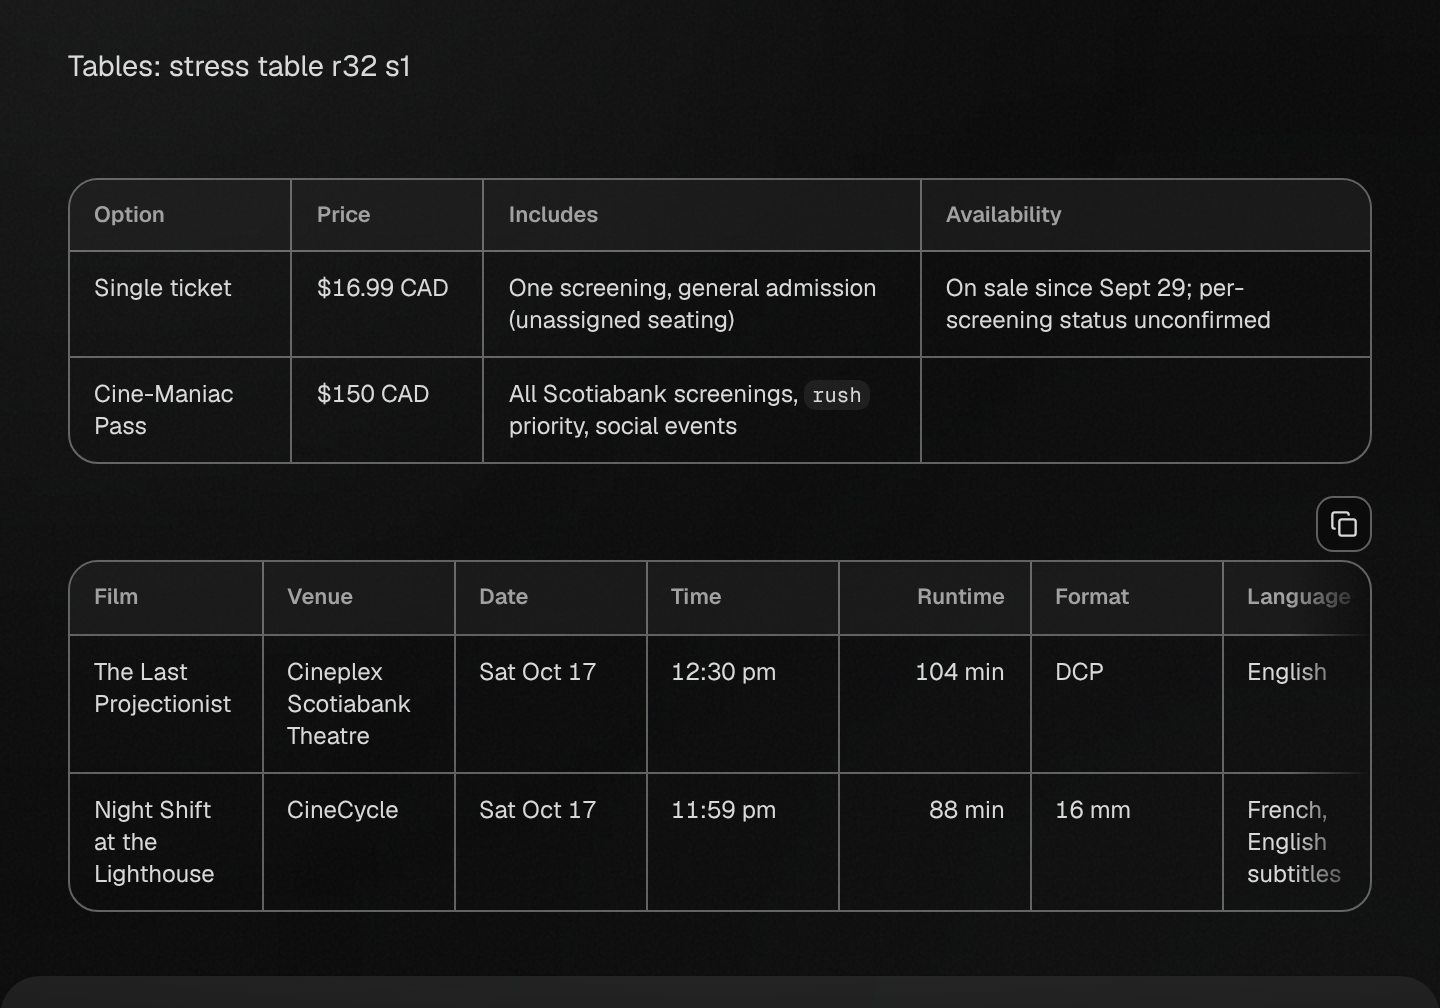 Tables: stress table r32 s1
Option Price Includes Availability
Single ticket $16.99 CAD One screening, general admission On sale since Sept 29; per-
(unassigned seating) screening status unconfirmed
Cine-Maniac $150 CAD All Scotiabank screenings, rush
Pass priority, social events
Film Venue Date Time Runtime Format Language
The Last Cineplex Sat Oct 17 12:30 pm 104 min DCP English
Projectionist Scotiabank
Theatre
Night Shift CineCycle Sat Oct 17 11:59 pm 88 min 16 mm French,
at the English
Lighthouse subtitles